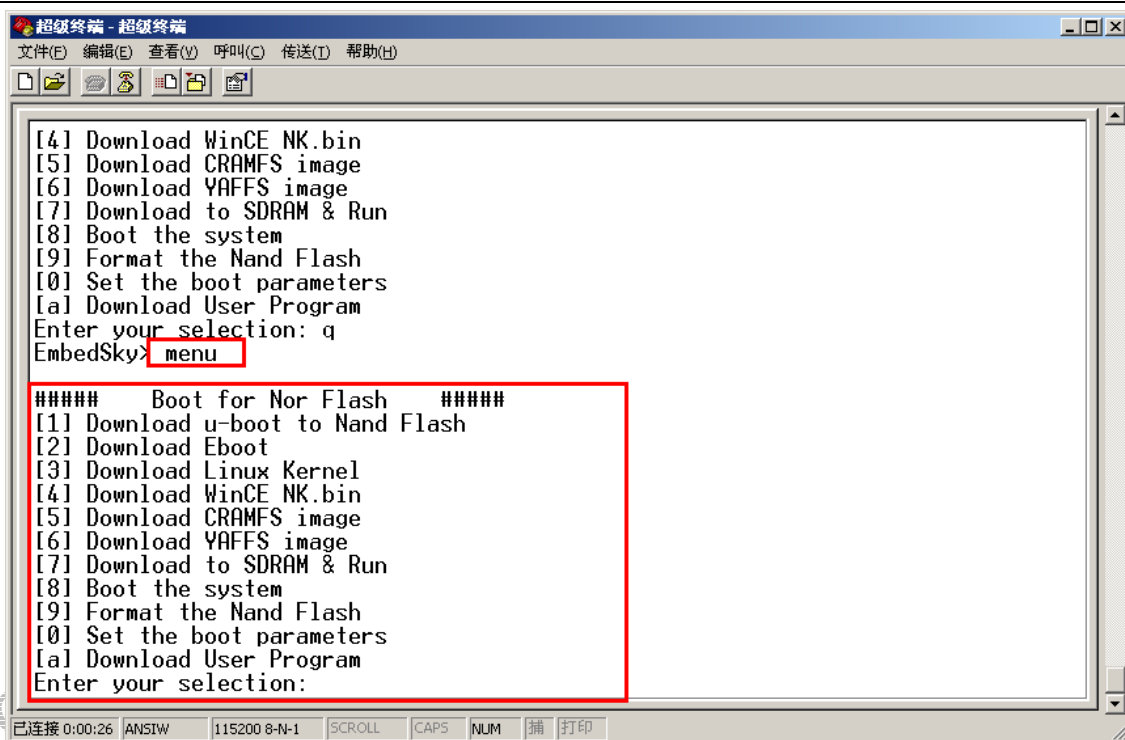 超级终端 - 超级终端
文件(F) 编辑(E) 查看(V) 呼叫(C) 传送(T) 帮助(H)
[4] Download WinCE NK.bin
[5] Download CRAMFS image
[6] Download YAFFS image
[7] Download to SDRAM & Run
[8] Boot the system
[9] Format the Nand Flash
[0] Set the boot parameters
[a] Download User Program
Enter your selection: q
EmbedSky> menu
##### Boot for Nor Flash #####
[1] Download u-boot to Nand Flash
[2] Download Eboot
[3] Download Linux Kernel
[4] Download WinCE NK.bin
[5] Download CRAMFS image
[6] Download YAFFS image
[7] Download to SDRAM & Run
[8] Boot the system
[9] Format the Nand Flash
[0] Set the boot parameters
[a] Download User Program
Enter your selection:
已连接 0:00:26 ANSIW 115200 8-N-1 SCROLL CAPS NUM 捕 打印